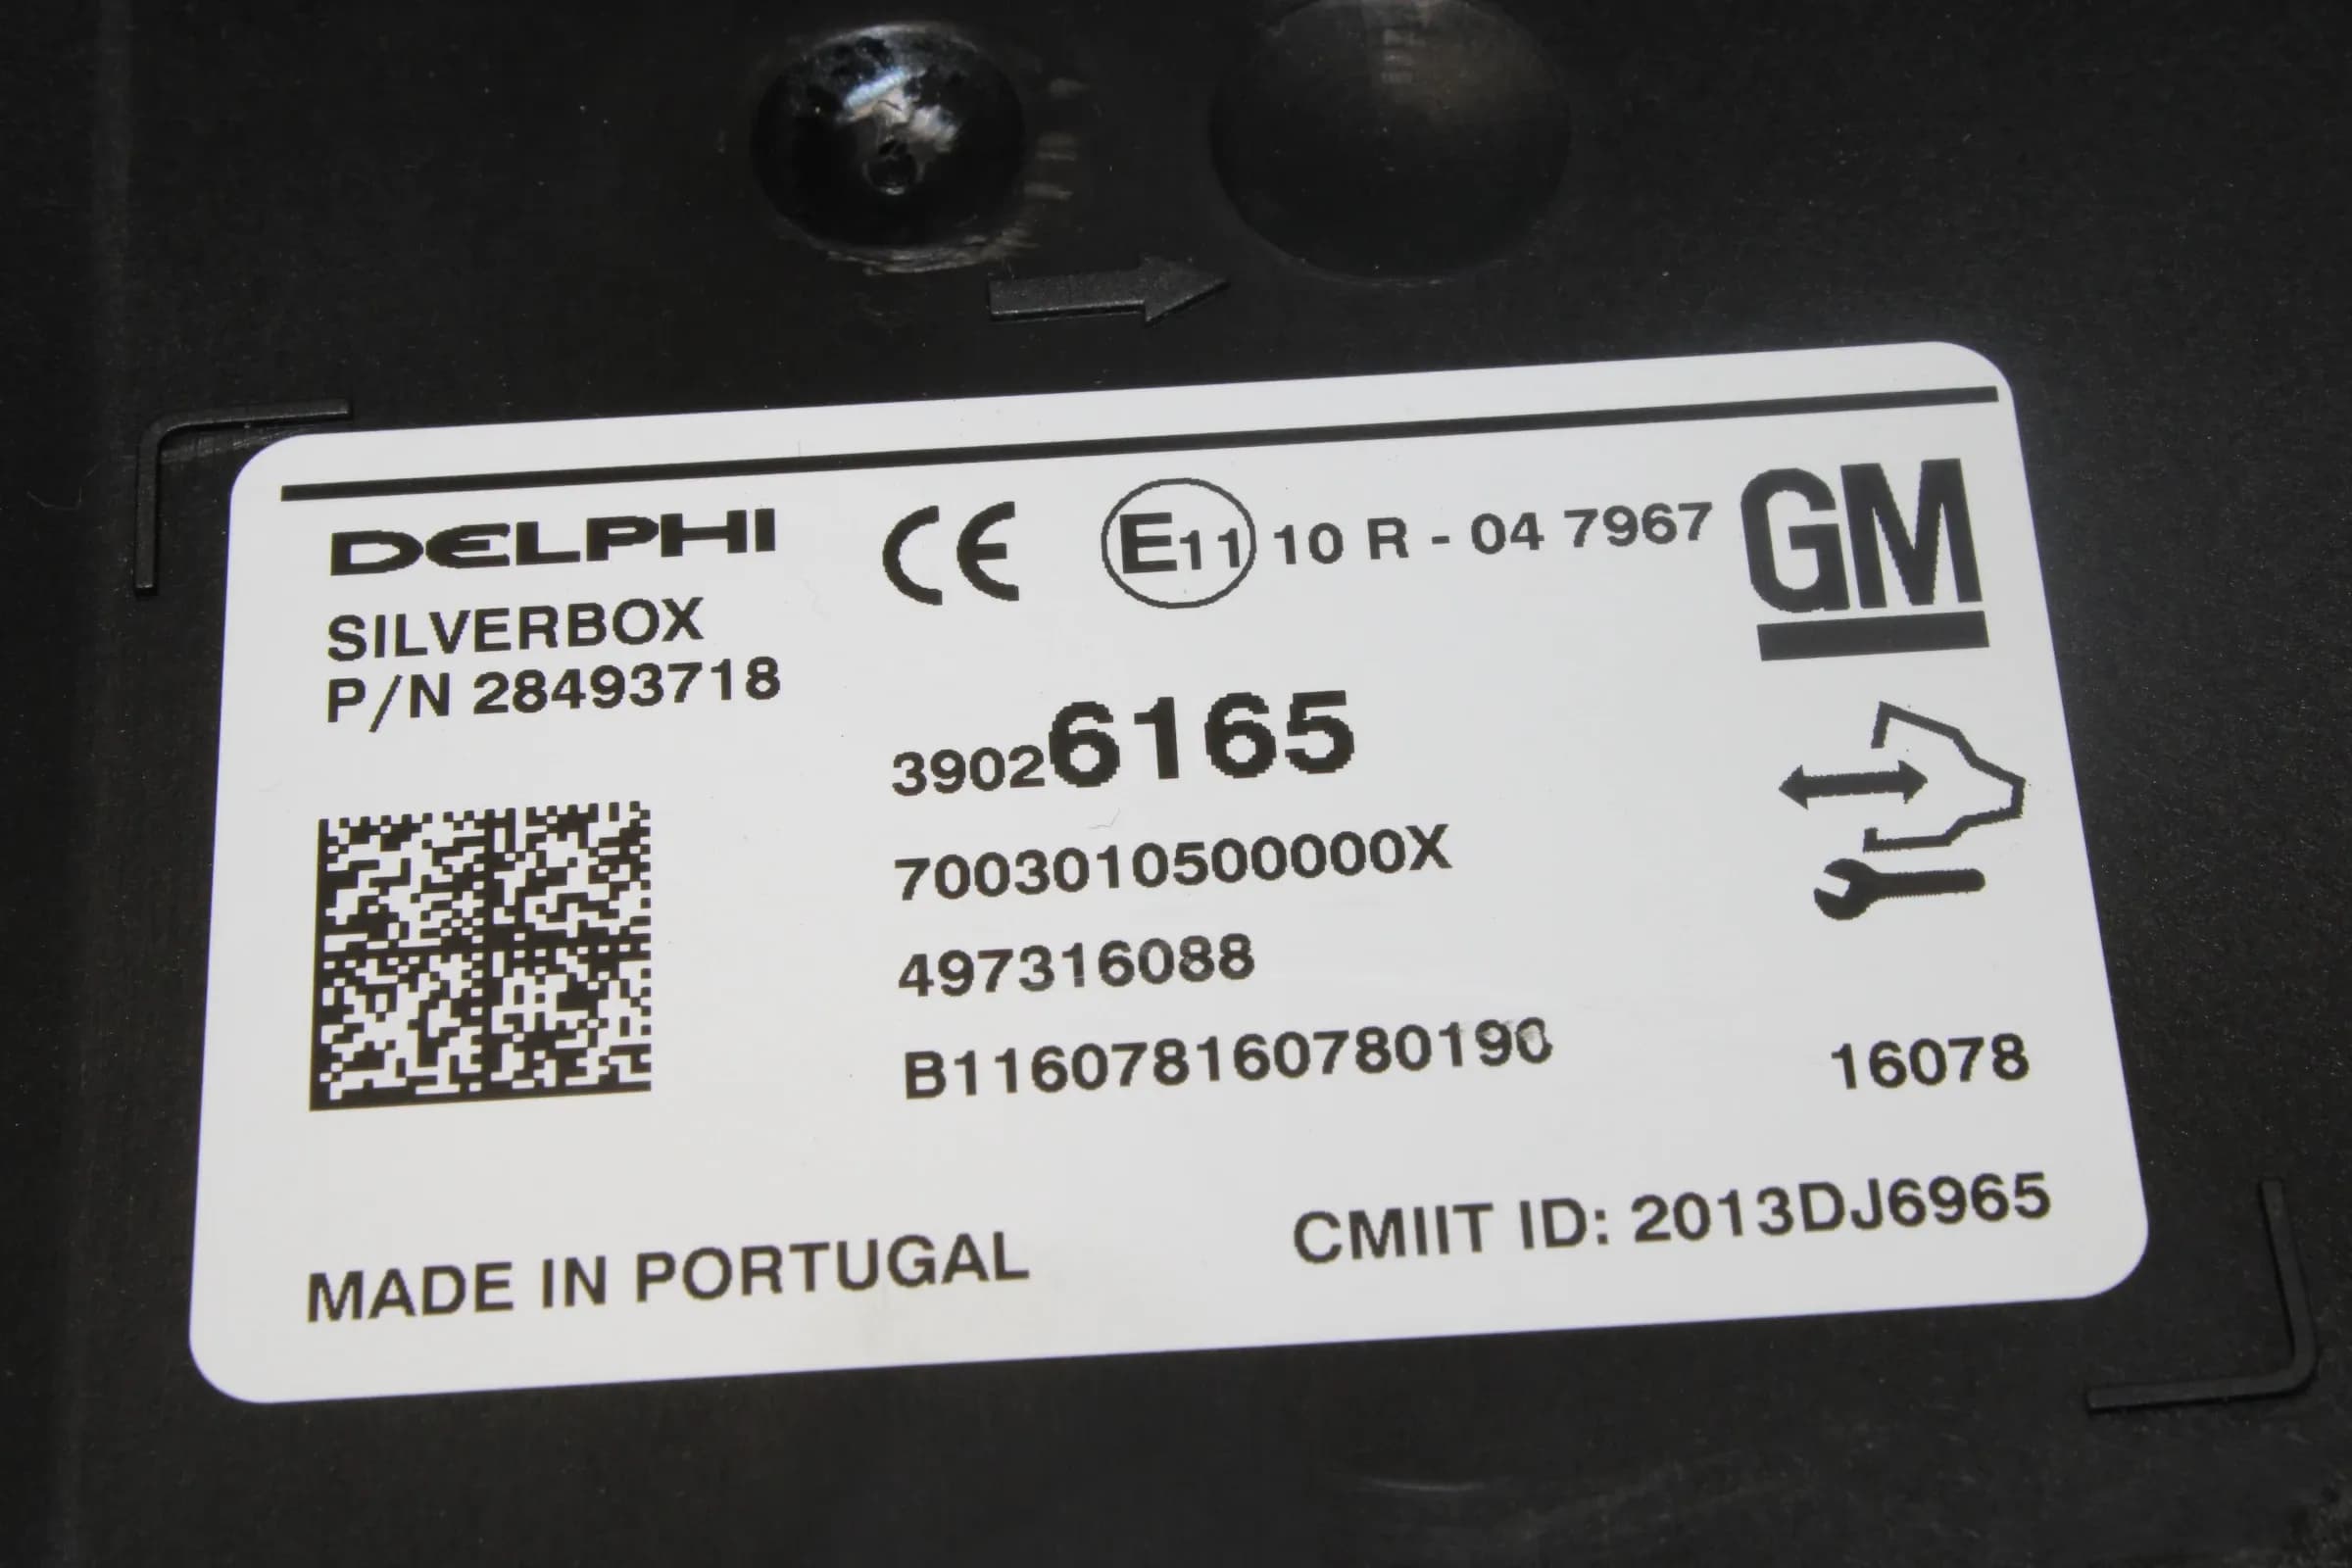 DELPHI
CE E11 10 R - 04 7967 GM
SILVERBOX
P/N 28493718
39026165
7003010500000X
497316088
B116078160780190 16078
MADE IN PORTUGAL CMIIT ID: 2013DJ6965